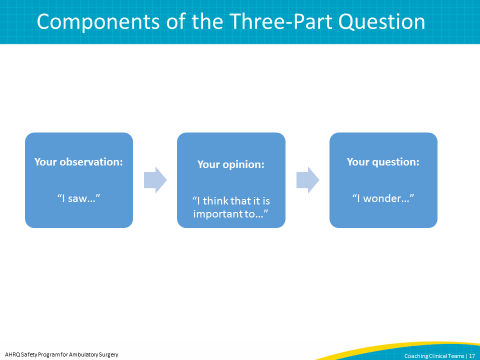 Components of the Three-Part Question
Your observation:
“I saw…”
Your opinion:
“I think that it is
important to…”
Your question:
“I wonder…”
AHRQ Safety Program for Ambulatory Surgery
Coaching Clinical Teams | 17